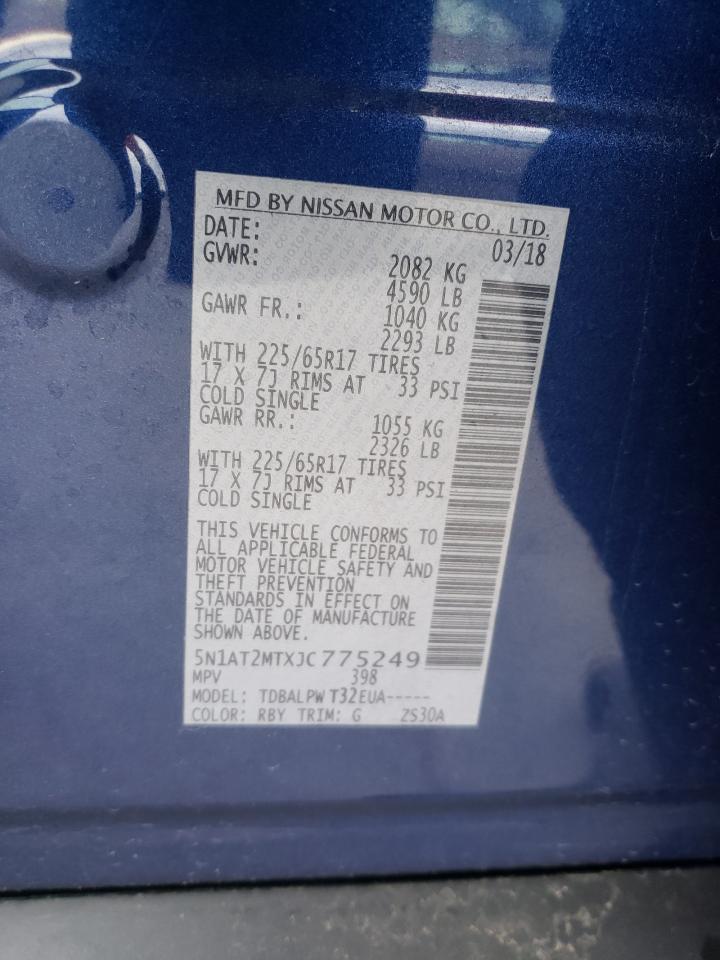 MFD BY NISSAN MOTOR CO., LTD.
DATE: 03/18
GVWR: 2082 KG
4590 LB
GAWR FR.: 1040 KG
2293 LB
WITH 225/65R17 TIRES
17 X 7J RIMS AT 33 PSI
COLD SINGLE
GAWR RR.: 1055 KG
2326 LB
WITH 225/65R17 TIRES
17 X 7J RIMS AT 33 PSI
COLD SINGLE
THIS VEHICLE CONFORMS TO
ALL APPLICABLE FEDERAL
MOTOR VEHICLE SAFETY AND
THEFT PREVENTION
STANDARDS IN EFFECT ON
THE DATE OF MANUFACTURE
SHOWN ABOVE.
5N1AT2MTXJC775249
MPV 398
MODEL: TDBALPW T32EUA-----
COLOR: RBY TRIM: G ZS30A